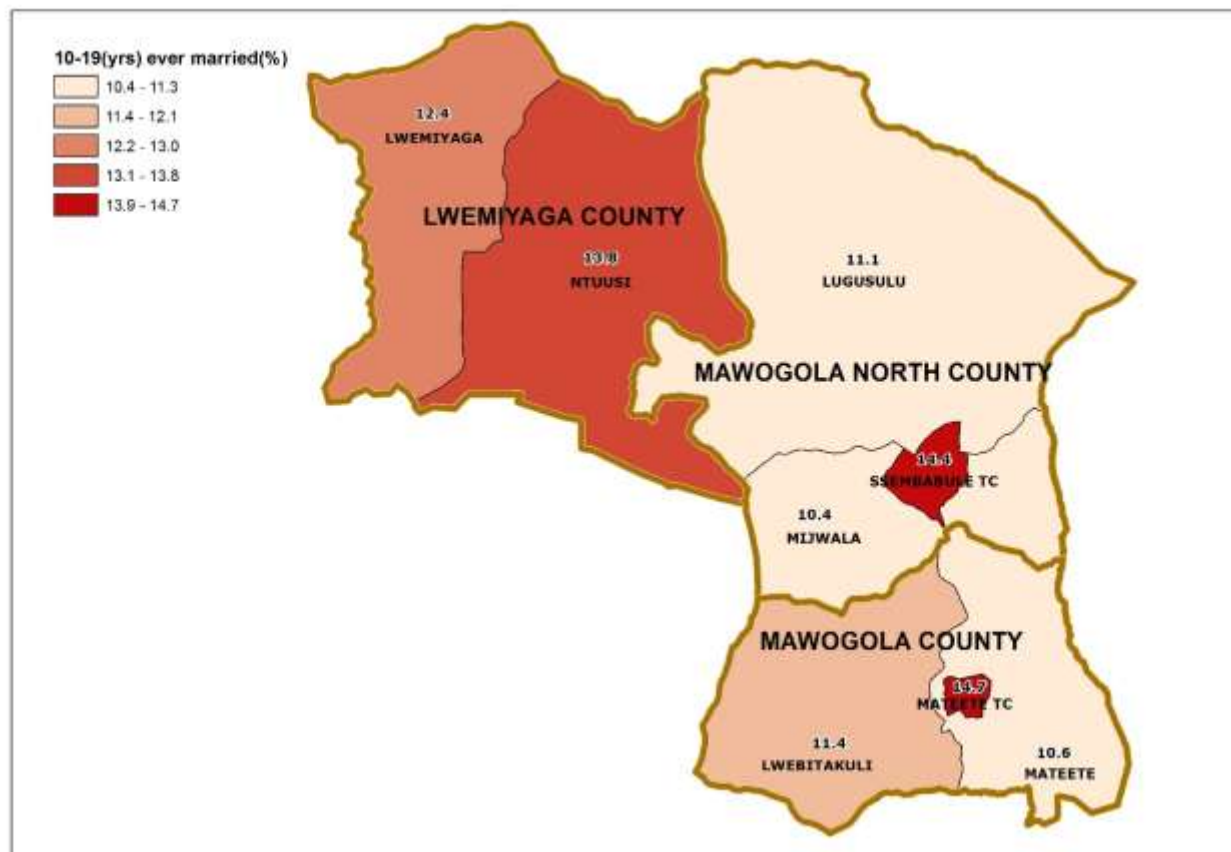 10-19(yrs) ever married(%)
10.4 - 11.3
11.4 - 12.1
12.2 - 13.0
13.1 - 13.8
13.9 - 14.7
12.4
LWEMIYAGA
LWEMIYAGA COUNTY
13.8
NTUUSI
11.1
LUGUSULU
MAWOGOLA NORTH COUNTY
14.4
SSEMBABULE TC
10.4
MIJWALA
MAWOGOLA COUNTY
14.7
MATEETE TC
11.4
LWEBITAKULI
10.6
MATEETE